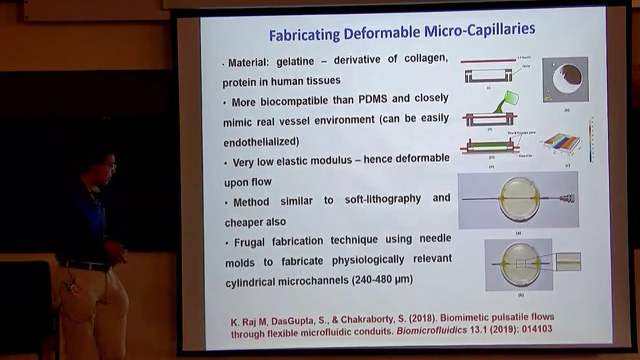 Fabricating Deformable Micro-Capillaries
· Material: gelatine – derivative of collagen,
protein in human tissues
• More biocompatible than PDMS and closely
mimic real vessel environment (can be easily
endothelialized)
• Very low elastic modulus – hence deformable
upon flow
• Method similar to soft-lithography and
cheaper also
• Frugal fabrication technique using needle
molds to fabricate physiologically relevant
cylindrical microchannels (240-480 μm)
K. Raj M, DasGupta, S., & Chakraborty, S. (2018). Biomimetic pulsatile flows
through flexible microfluidic conduits. Biomicrofluidics 13.1 (2019): 014103